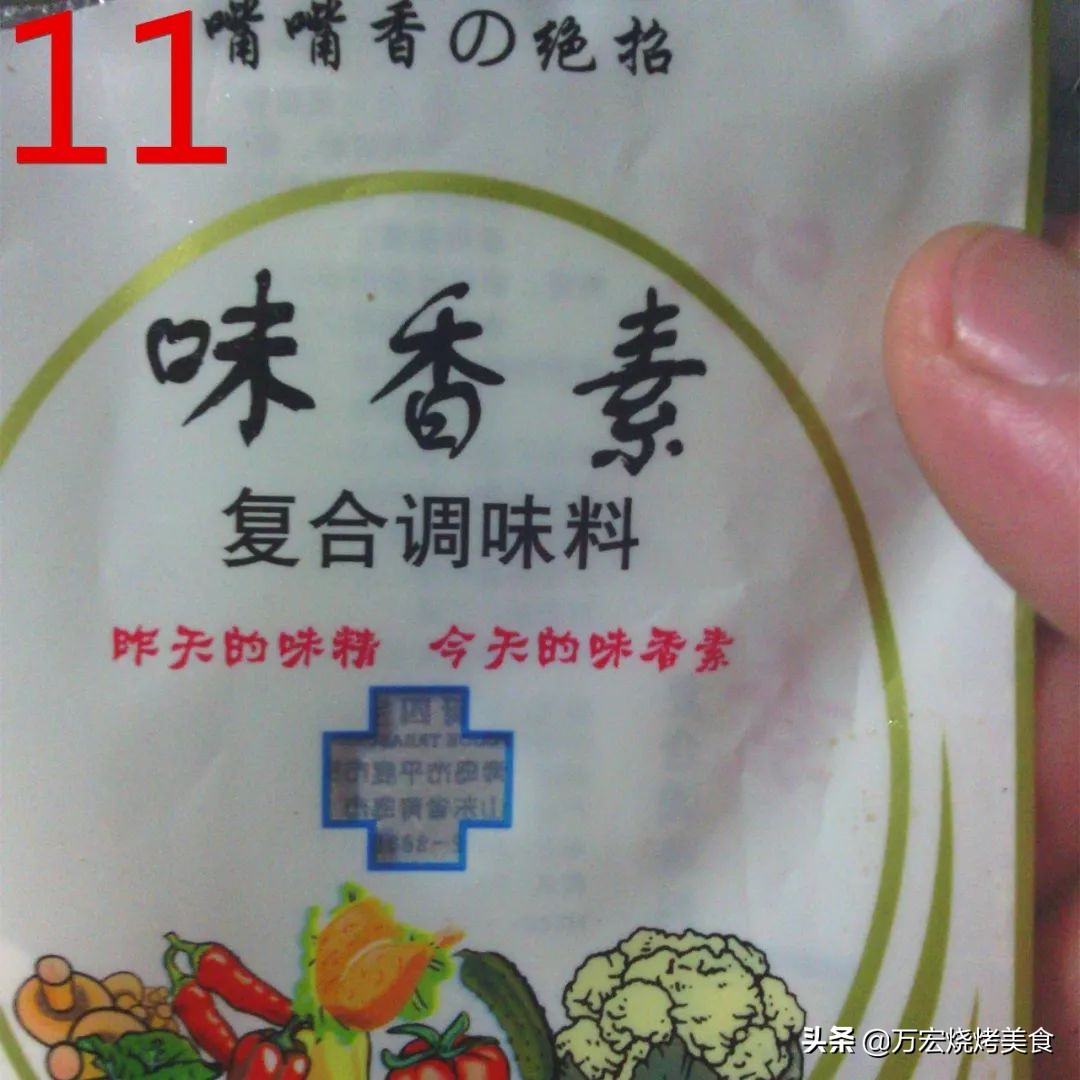 11
嘴嘴香の绝招
味香素
复合调味料
昨天的味精 今天的味香素
头条 @万宏烧烤美食